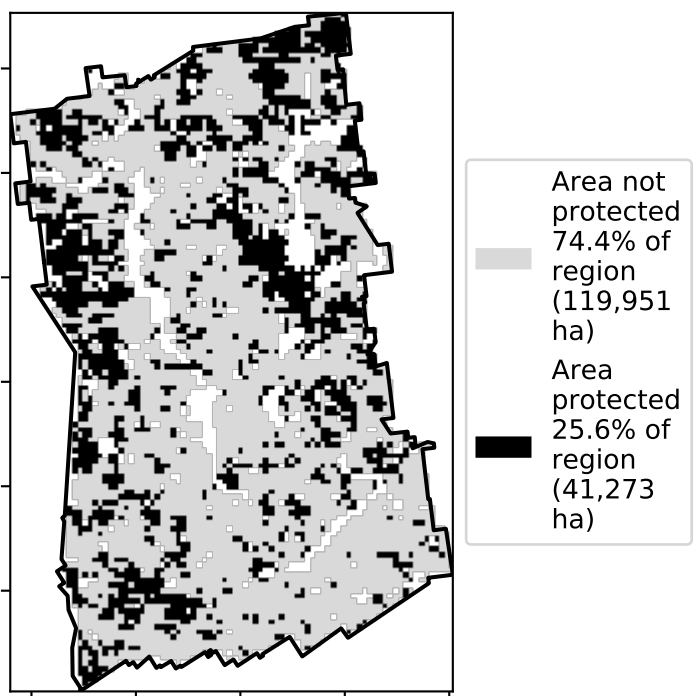 Area not
protected
74.4% of
region
(119,951
ha)
Area
protected
25.6% of
region
(41,273
ha)